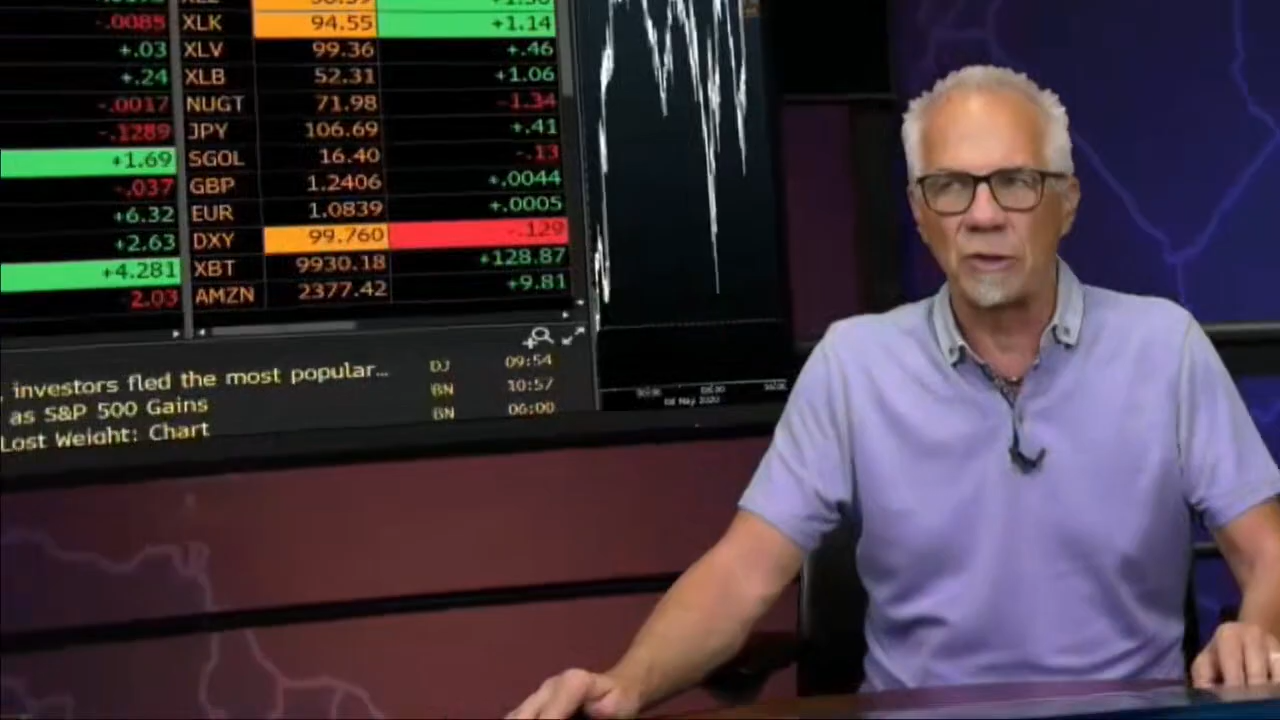 -.0085 XLK 94.55 +1.14
+.03 XLV 99.36 +.46
+.24 XLB 52.31 +1.06
-.0017 NUGT 71.98 -1.34
-.1289 JPY 106.69 +.41
+1.69 SGOL 16.40 -.13
-.037 GBP 1.2406 +.0044
+6.32 EUR 1.0839 +.0005
+2.63 DXY 99.760 -.129
+4.281 XBT 9930.18 +128.87
2.03 AMZN 2377.42 +9.81
investors fled the most popular... DJ 09:54
as S&P 500 Gains BN 10:57
Lost Weight: Chart BN 06:00